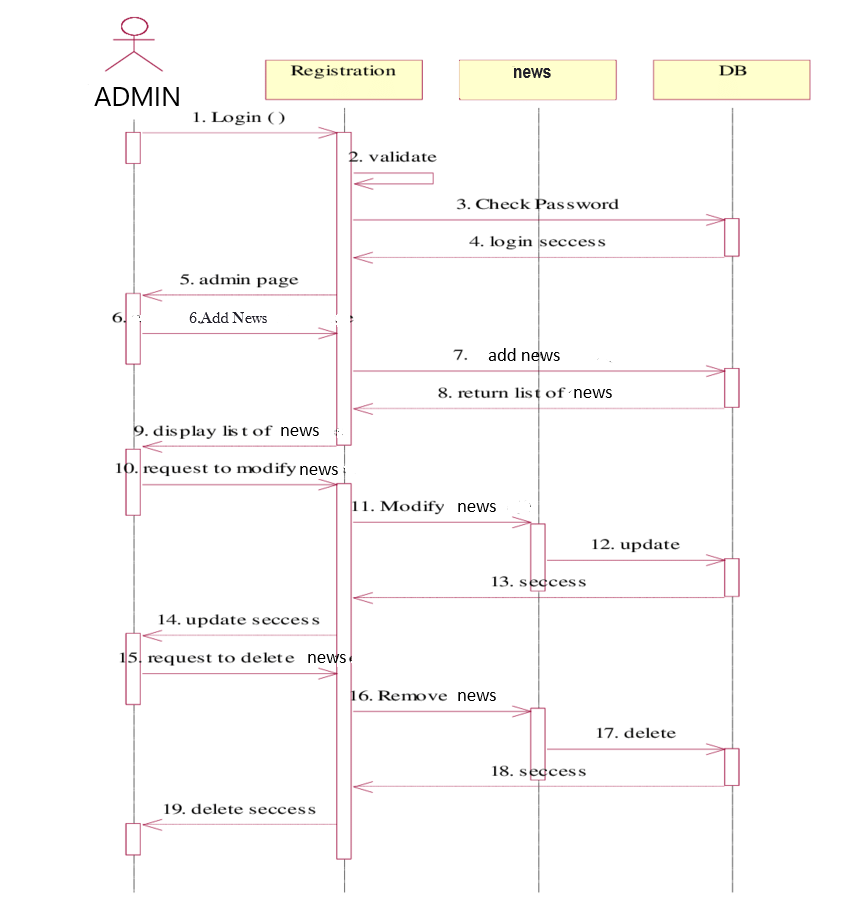 ADMIN
Registration
news
DB
1. Login ( )
2. validate
3. Check Password
4. login seccess
5. admin page
6.
6.Add News
7. add news
8. return list of news
9. display list of news
10. request to modify news
11. Modify news
12. update
13. seccess
14. update seccess
15. request to delete news
16. Remove news
17. delete
18. seccess
19. delete seccess